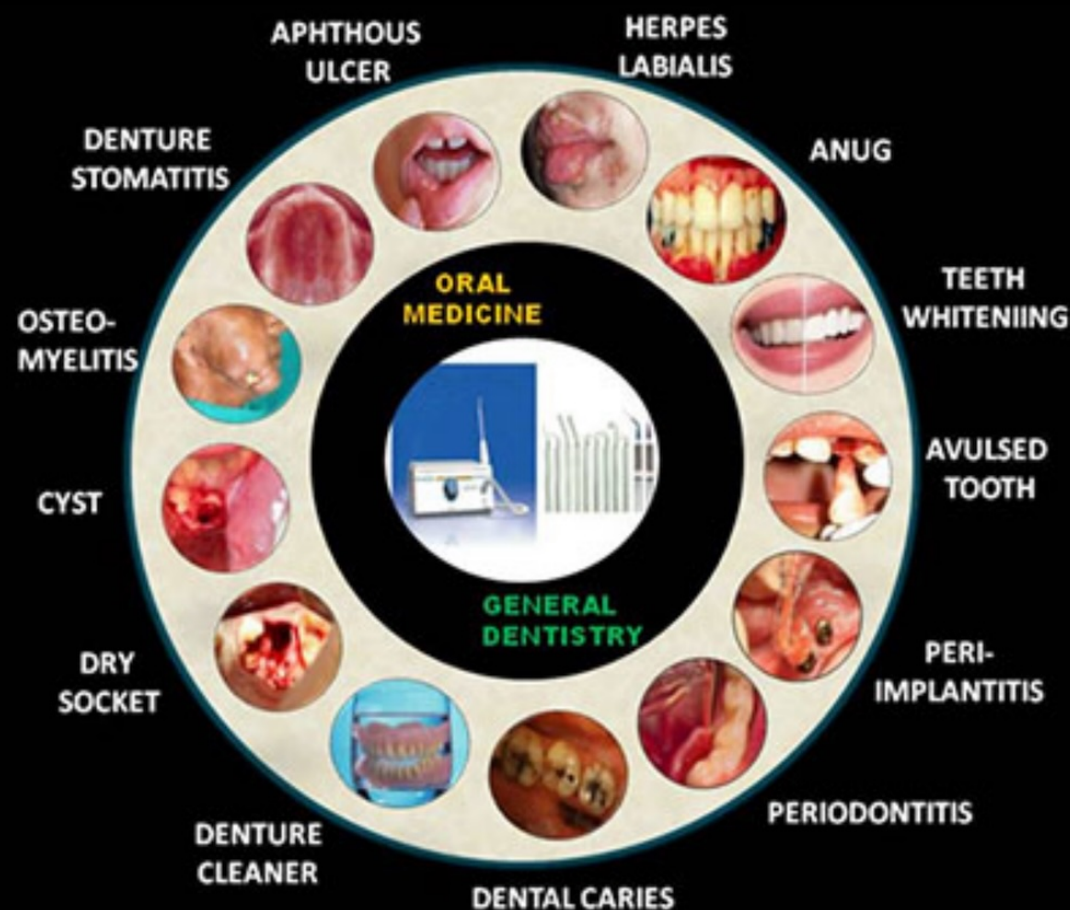 APHTHOUS
ULCER
HERPES
LABIALIS
DENTURE
STOMATITIS
ANUG
OSTEO-
MYELITIS
TEETH
WHITENIING
ORAL
MEDICINE
CYST
AVULSED
TOOTH
GENERAL
DENTISTRY
DRY
SOCKET
PERI-
IMPLANTITIS
DENTURE
CLEANER
PERIODONTITIS
DENTAL CARIES